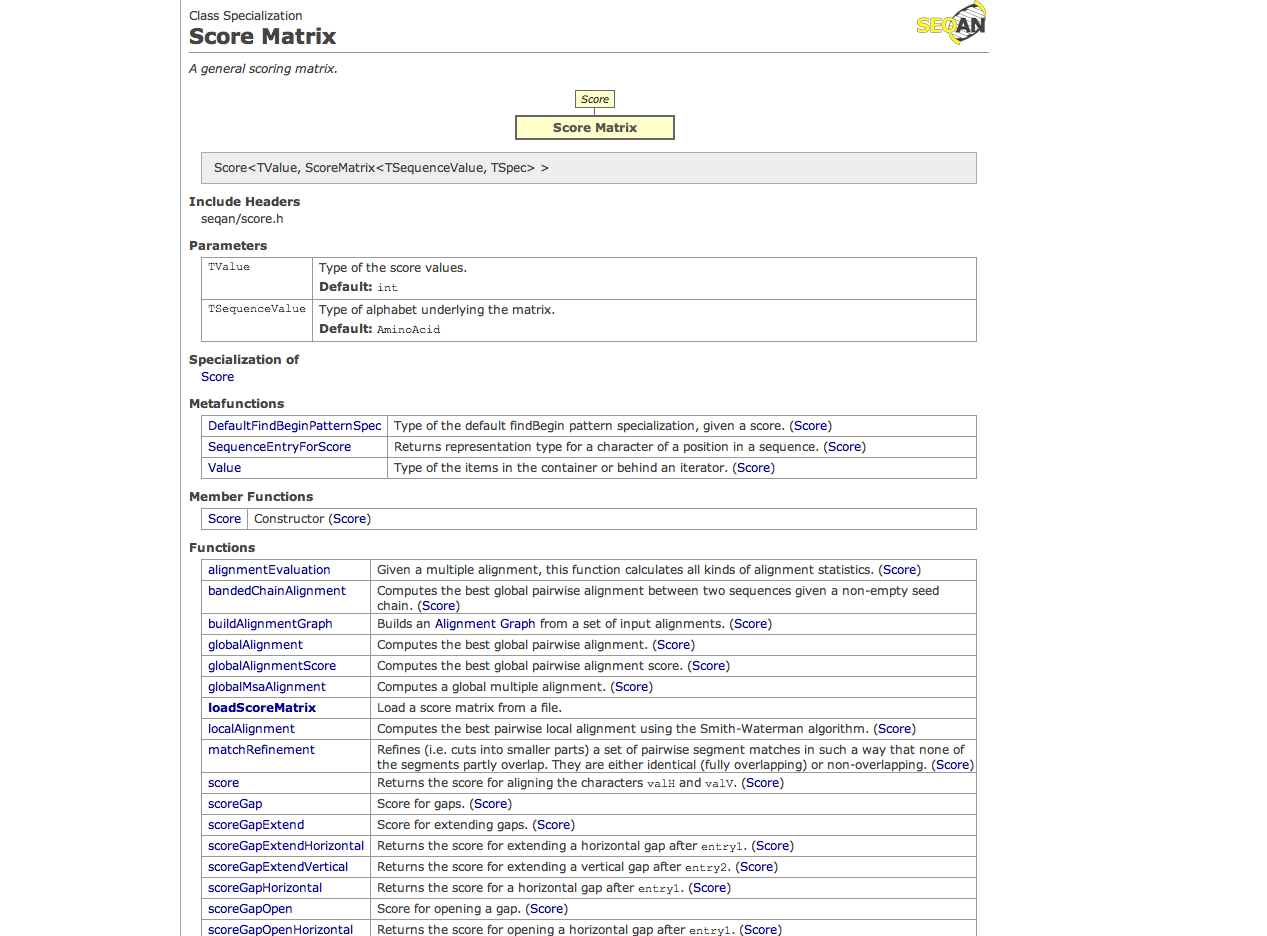 Class Specialization
Score Matrix
SEQAN
A general scoring matrix.
Score
Score Matrix
Score<TValue, ScoreMatrix<TSequenceValue, TSpec> >
Include Headers
seqan/score.h
Parameters
TValue Type of the score values.
Default: int
TSequenceValue Type of alphabet underlying the matrix.
Default: AminoAcid
Specialization of
Score
Metafunctions
DefaultFindBeginPatternSpec Type of the default findBegin pattern specialization, given a score. (Score)
SequenceEntryForScore Returns representation type for a character of a position in a sequence. (Score)
Value Type of the items in the container or behind an iterator. (Score)
Member Functions
Score Constructor (Score)
Functions
alignmentEvaluation Given a multiple alignment, this function calculates all kinds of alignment statistics. (Score)
bandedChainAlignment Computes the best global pairwise alignment between two sequences given a non-empty seed
chain. (Score)
buildAlignmentGraph Builds an Alignment Graph from a set of input alignments. (Score)
globalAlignment Computes the best global pairwise alignment. (Score)
globalAlignmentScore Computes the best global pairwise alignment score. (Score)
globalMsaAlignment Computes a global multiple alignment. (Score)
loadScoreMatrix Load a score matrix from a file.
localAlignment Computes the best pairwise local alignment using the Smith-Waterman algorithm. (Score)
matchRefinement Refines (i.e. cuts into smaller parts) a set of pairwise segment matches in such a way that none of
the segments partly overlap. They are either identical (fully overlapping) or non-overlapping. (Score)
score Returns the score for aligning the characters valH and valV. (Score)
scoreGap Score for gaps. (Score)
scoreGapExtend Score for extending gaps. (Score)
scoreGapExtendHorizontal Returns the score for extending a horizontal gap after entry1. (Score)
scoreGapExtendVertical Returns the score for extending a vertical gap after entry2. (Score)
scoreGapHorizontal Returns the score for a horizontal gap after entry1. (Score)
scoreGapOpen Score for opening a gap. (Score)
scoreGapOpenHorizontal Returns the score for opening a horizontal gap after entry1. (Score)